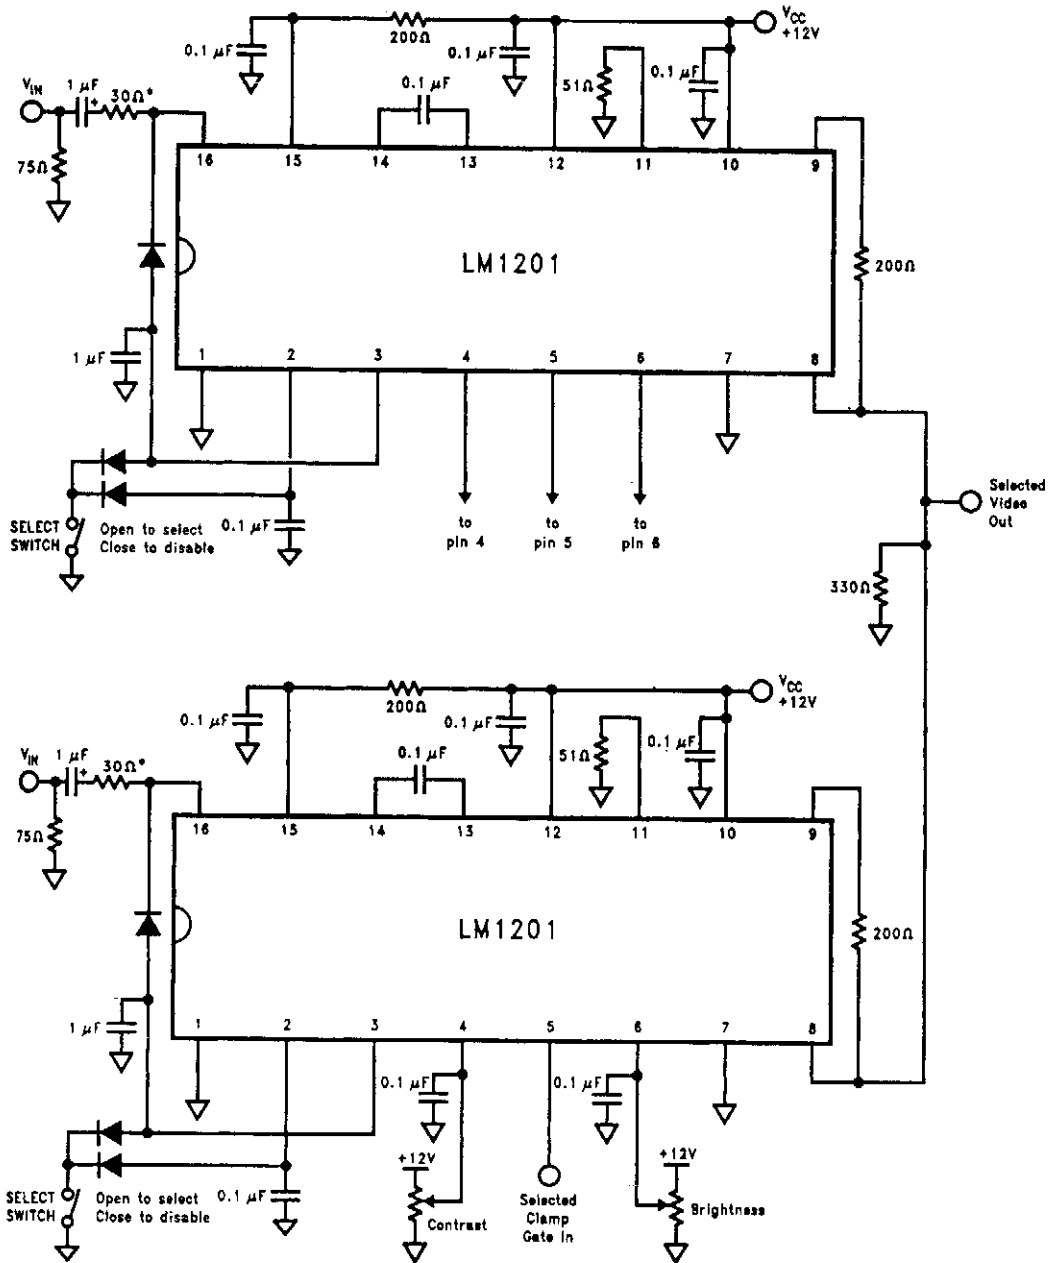 V_CC
+12V
0.1 µF
200Ω
0.1 µF
51Ω
0.1 µF
V_IN
1 µF
+
30Ω*
0.1 µF
75Ω
16
15
14
13
12
11
10
9
LM1201
200Ω
1 µF
1
2
3
4
5
6
7
8
SELECT
SWITCH
Open to select
Close to disable
0.1 µF
to
pin 4
to
pin 5
to
pin 6
Selected
Video
Out
330Ω
V_CC
+12V
0.1 µF
200Ω
0.1 µF
51Ω
0.1 µF
V_IN
1 µF
+
30Ω*
0.1 µF
75Ω
16
15
14
13
12
11
10
9
LM1201
200Ω
1 µF
1
2
3
4
5
6
7
8
0.1 µF
0.1 µF
SELECT
SWITCH
Open to select
Close to disable
0.1 µF
+12V
Contrast
Selected
Clamp
Gate In
+12V
Brightness